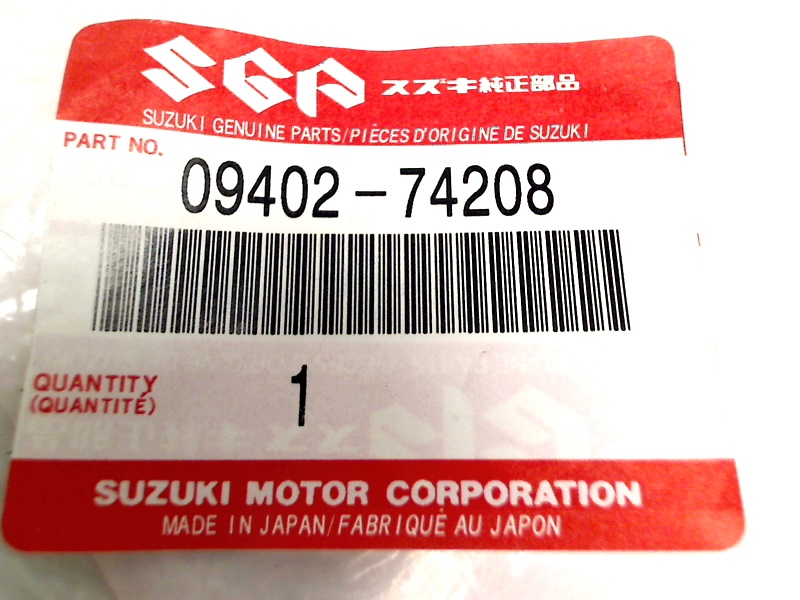 SGP スズキ純正部品
SUZUKI GENUINE PARTS/PIÈCES D'ORIGINE DE SUZUKI
PART NO.
09402-74208
QUANTITY 1
(QUANTITÉ)
SUZUKI MOTOR CORPORATION
MADE IN JAPAN/FABRIQUÉ AU JAPON